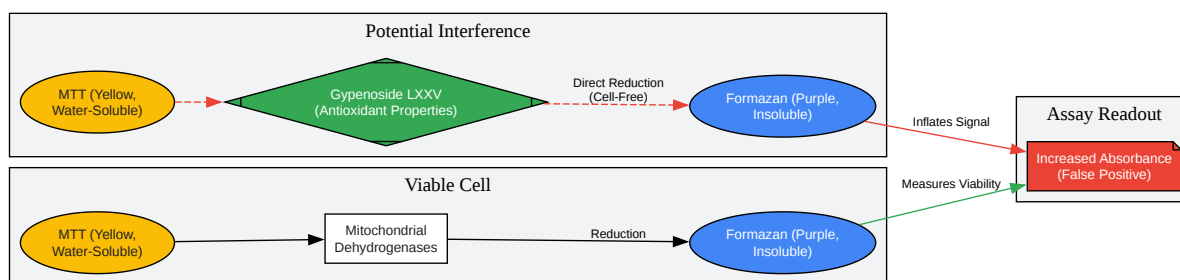 Potential Interference
MTT (Yellow,
Water-Soluble)
Gypenoside LXXV
(Antioxidant Properties)
Direct Reduction
(Cell-Free)
Formazan (Purple,
Insoluble)
Inflates Signal
Assay Readout
Increased Absorbance
(False Positive)
Viable Cell
Measures Viability
MTT (Yellow,
Water-Soluble)
Mitochondrial
Dehydrogenases
Reduction
Formazan (Purple,
Insoluble)